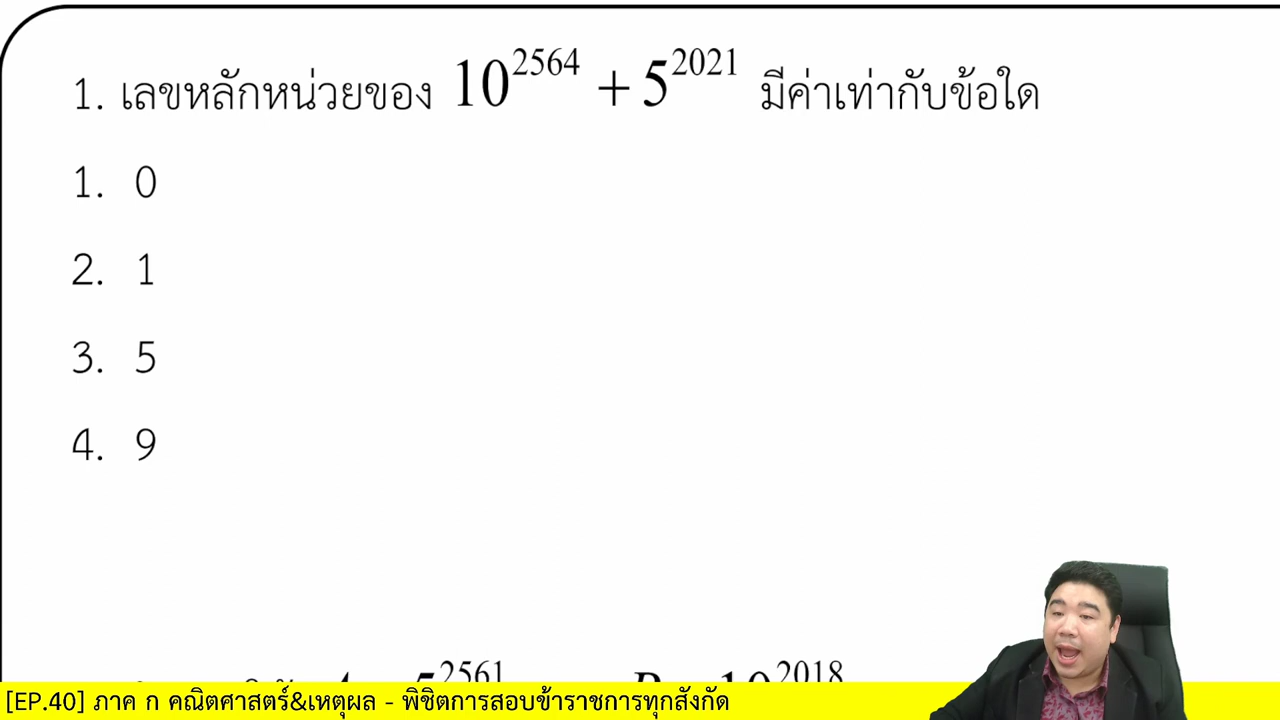 1. เลขหลักหน่วยของ 10^2564 + 5^2021 มีค่าเท่ากับข้อใด
1. 0
2. 1
3. 5
4. 9
5^2561 10^2018
[EP.40] ภาค ก คณิตศาสตร์&เหตุผล - พิชิตการสอบข้าราชการทุกสังกัด